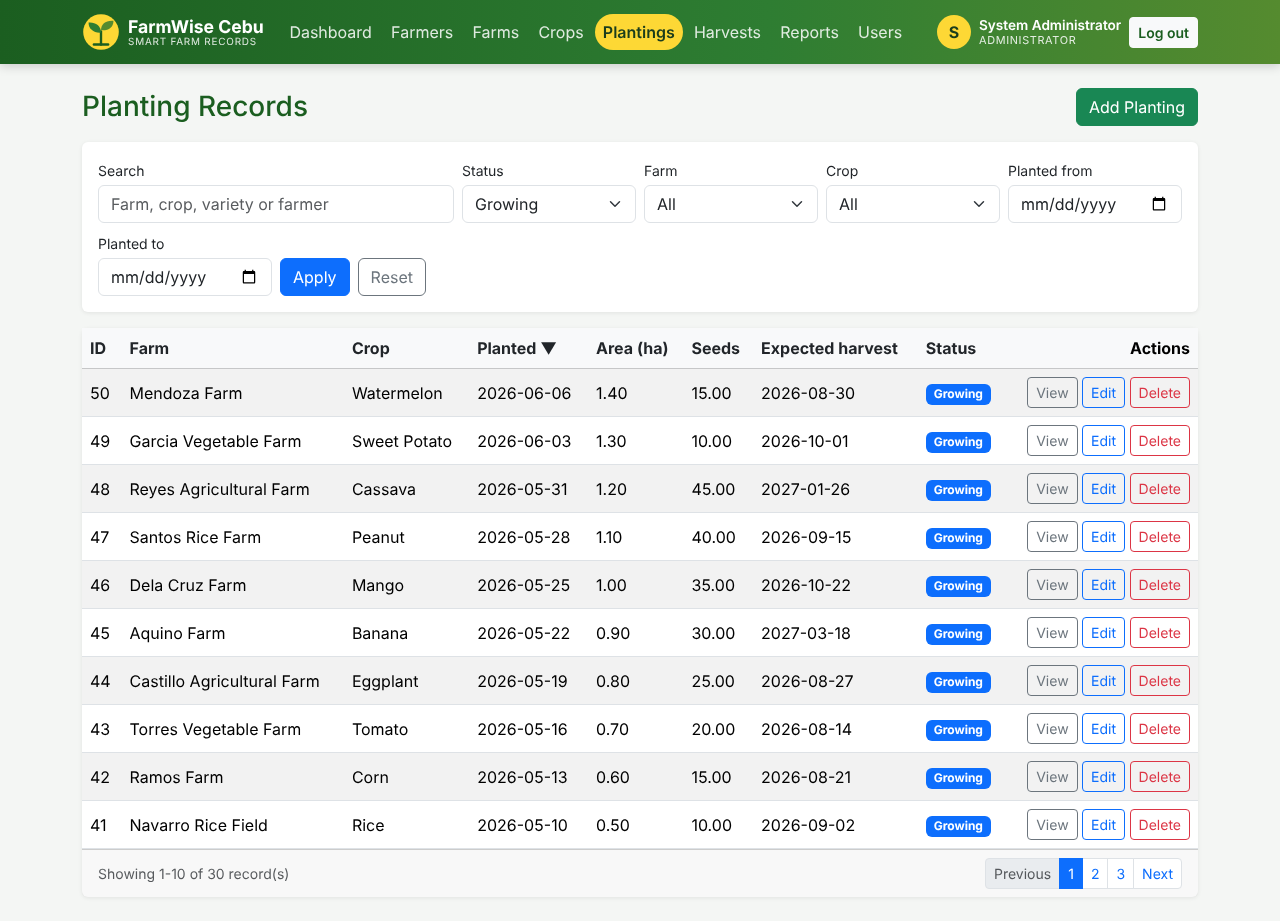 FarmWise Cebu
SMART FARM RECORDS
Dashboard Farmers Farms Crops Plantings Harvests Reports Users
S
System Administrator
ADMINISTRATOR
Log out
Planting Records
Add Planting
Search Status Farm Crop Planted from
Farm, crop, variety or farmer Growing All All mm/dd/yyyy
Planted to
mm/dd/yyyy Apply Reset
ID Farm Crop Planted ▼ Area (ha) Seeds Expected harvest Status Actions
50 Mendoza Farm Watermelon 2026-06-06 1.40 15.00 2026-08-30 Growing View Edit Delete
49 Garcia Vegetable Farm Sweet Potato 2026-06-03 1.30 10.00 2026-10-01 Growing View Edit Delete
48 Reyes Agricultural Farm Cassava 2026-05-31 1.20 45.00 2027-01-26 Growing View Edit Delete
47 Santos Rice Farm Peanut 2026-05-28 1.10 40.00 2026-09-15 Growing View Edit Delete
46 Dela Cruz Farm Mango 2026-05-25 1.00 35.00 2026-10-22 Growing View Edit Delete
45 Aquino Farm Banana 2026-05-22 0.90 30.00 2027-03-18 Growing View Edit Delete
44 Castillo Agricultural Farm Eggplant 2026-05-19 0.80 25.00 2026-08-27 Growing View Edit Delete
43 Torres Vegetable Farm Tomato 2026-05-16 0.70 20.00 2026-08-14 Growing View Edit Delete
42 Ramos Farm Corn 2026-05-13 0.60 15.00 2026-08-21 Growing View Edit Delete
41 Navarro Rice Field Rice 2026-05-10 0.50 10.00 2026-09-02 Growing View Edit Delete
Showing 1-10 of 30 record(s) Previous 1 2 3 Next